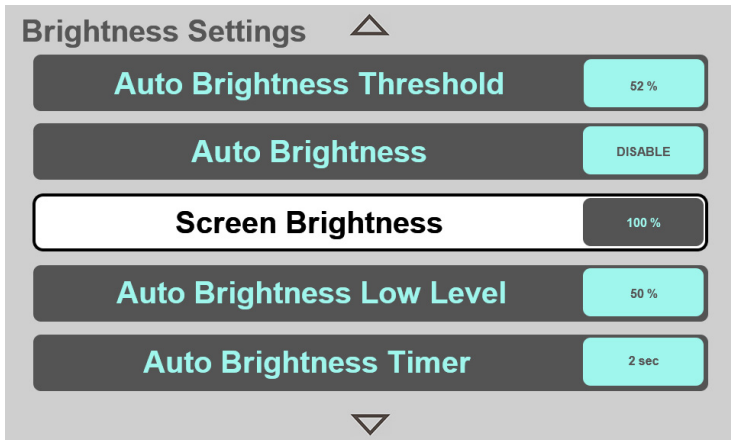 Brightness Settings
Auto Brightness Threshold 52 %
Auto Brightness DISABLE
Screen Brightness 100 %
Auto Brightness Low Level 50 %
Auto Brightness Timer 2 sec